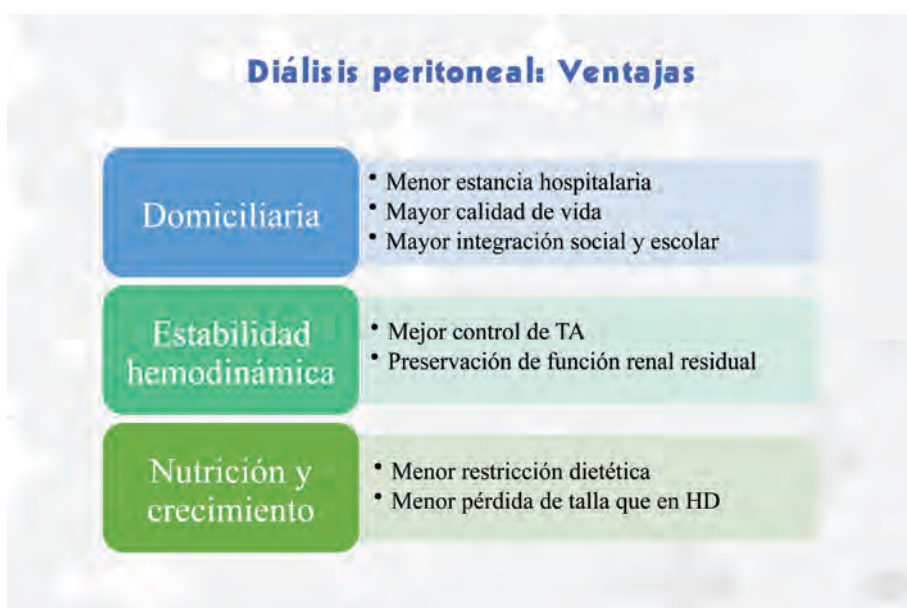 Diálisis peritoneal: Ventajas
Domiciliaria
• Menor estancia hospitalaria
• Mayor calidad de vida
• Mayor integración social y escolar
Estabilidad
hemodinámica
• Mejor control de TA
• Preservación de función renal residual
Nutrición y
crecimiento
• Menor restricción dietética
• Menor pérdida de talla que en HD